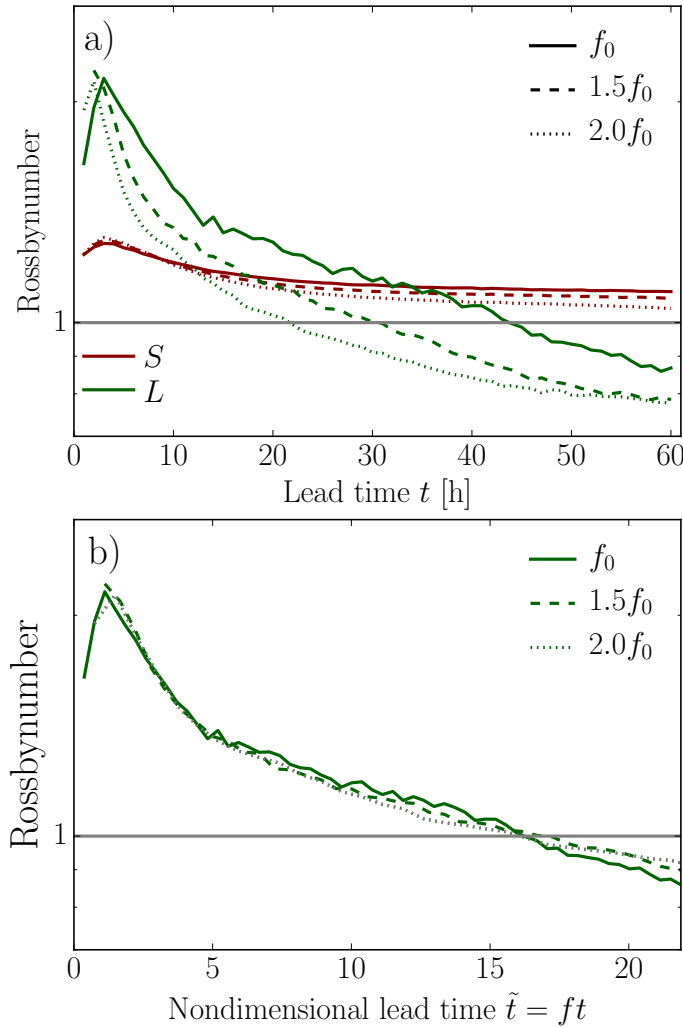 a)
f₀
1.5f₀
2.0f₀
Rossbynumber
1
S
L
0 10 20 30 40 50 60
Lead time t [h]
b)
f₀
1.5f₀
2.0f₀
Rossbynumber
1
0 5 10 15 20
Nondimensional lead time t̃ = ft